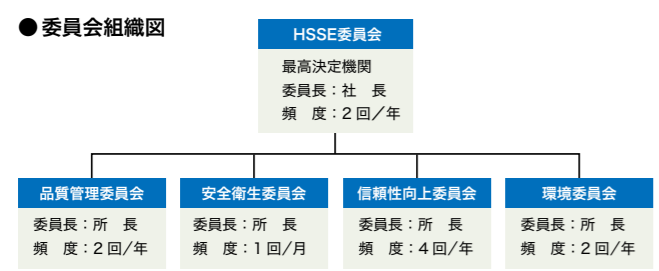 ●委員会組織図
HSSE委員会
最高決定機関
委員長：社　長
頻　度：2回／年
品質管理委員会
委員長：所　長
頻　度：2回/年
安全衛生委員会
委員長：所　長
頻　度：1回/月
信頼性向上委員会
委員長：所　長
頻　度：4回/年
環境委員会
委員長：所　長
頻　度：2回/年